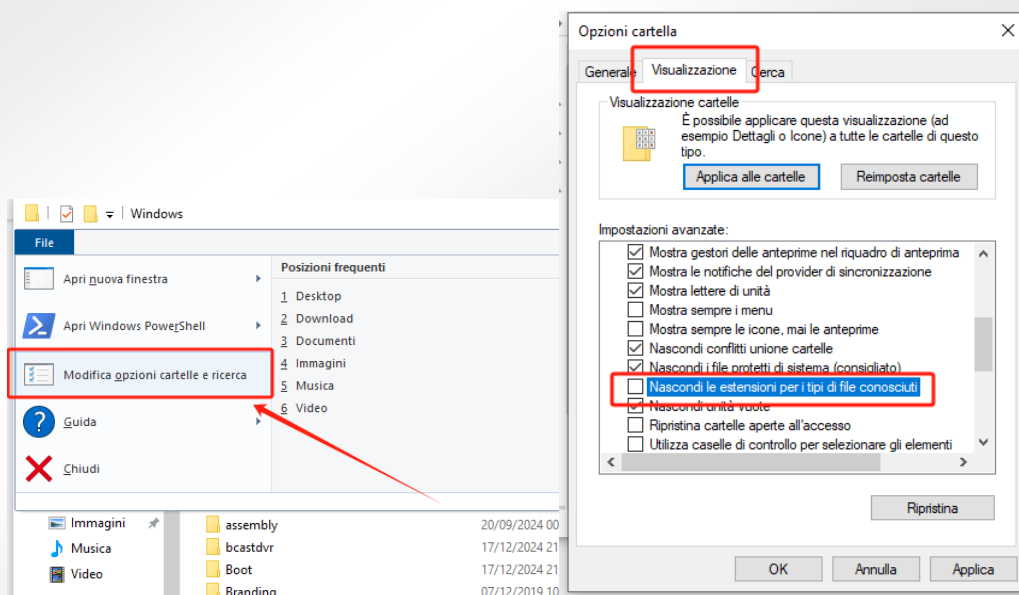 Windows
File
Apri nuova finestra
Apri Windows PowerShell
Modifica opzioni cartelle e ricerca
Guida
Chiudi
Posizioni frequenti
1 Desktop
2 Download
3 Documenti
4 Immagini
5 Musica
6 Video
Immagini
Musica
Video
assembly 20/09/2024 00
bcastdvr 17/12/2024 21
Boot 17/12/2024 21
Branding 07/12/2019 10
Opzioni cartella
Generale Visualizzazione Cerca
Visualizzazione cartelle
È possibile applicare questa visualizzazione (ad
esempio Dettagli o Icone) a tutte le cartelle di questo
tipo.
Applica alle cartelle Reimposta cartelle
Impostazioni avanzate:
Mostra gestori delle anteprime nel riquadro di anteprima
Mostra le notifiche del provider di sincronizzazione
Mostra lettere di unità
Mostra sempre i menu
Mostra sempre le icone, mai le anteprime
Nascondi conflitti unione cartelle
Nascondi i file protetti di sistema (consigliato)
Nascondi le estensioni per i tipi di file conosciuti
Nascondi unità vuote
Ripristina cartelle aperte all'accesso
Utilizza caselle di controllo per selezionare gli elementi
Ripristina
OK Annulla Applica